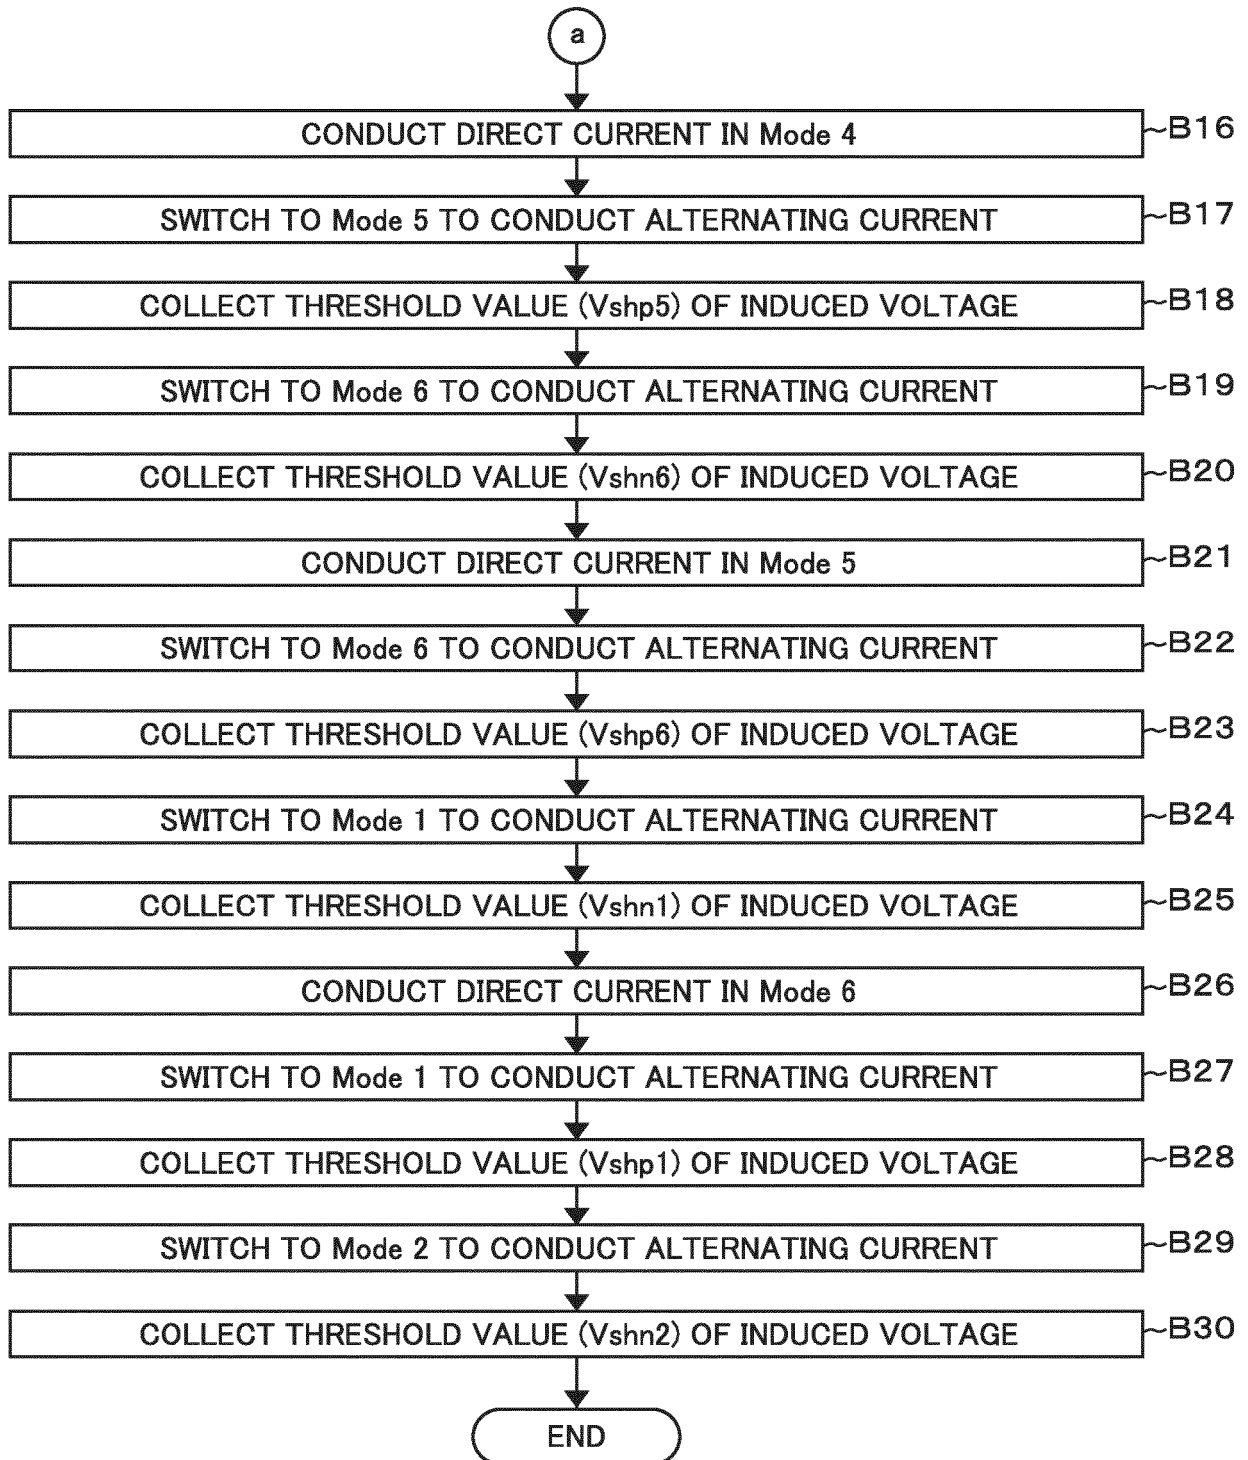 a
CONDUCT DIRECT CURRENT IN Mode 4 B16
SWITCH TO Mode 5 TO CONDUCT ALTERNATING CURRENT B17
COLLECT THRESHOLD VALUE (Vshp5) OF INDUCED VOLTAGE B18
SWITCH TO Mode 6 TO CONDUCT ALTERNATING CURRENT B19
COLLECT THRESHOLD VALUE (Vshn6) OF INDUCED VOLTAGE B20
CONDUCT DIRECT CURRENT IN Mode 5 B21
SWITCH TO Mode 6 TO CONDUCT ALTERNATING CURRENT B22
COLLECT THRESHOLD VALUE (Vshp6) OF INDUCED VOLTAGE B23
SWITCH TO Mode 1 TO CONDUCT ALTERNATING CURRENT B24
COLLECT THRESHOLD VALUE (Vshn1) OF INDUCED VOLTAGE B25
CONDUCT DIRECT CURRENT IN Mode 6 B26
SWITCH TO Mode 1 TO CONDUCT ALTERNATING CURRENT B27
COLLECT THRESHOLD VALUE (Vshp1) OF INDUCED VOLTAGE B28
SWITCH TO Mode 2 TO CONDUCT ALTERNATING CURRENT B29
COLLECT THRESHOLD VALUE (Vshn2) OF INDUCED VOLTAGE B30
END